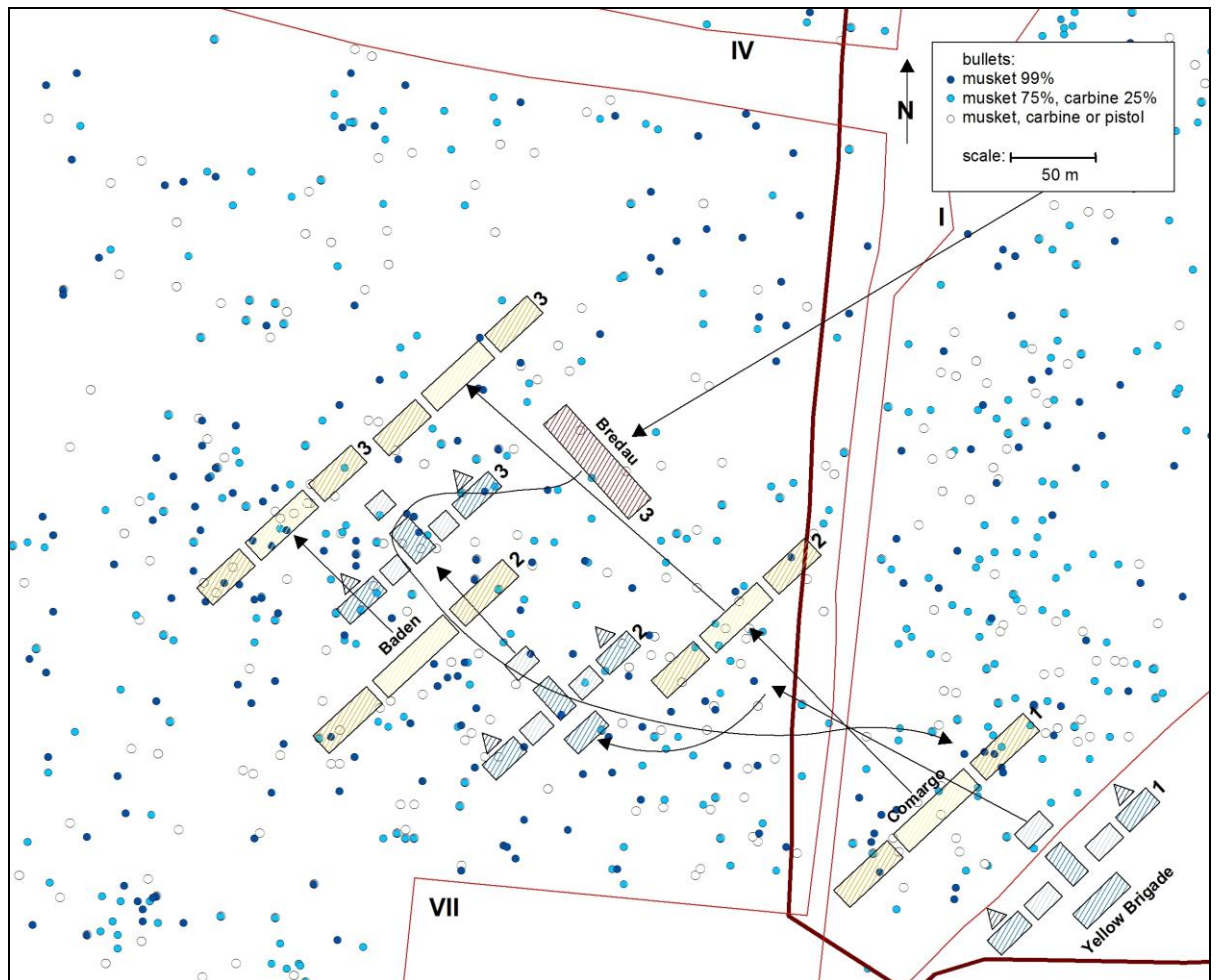 IV
bullets:
musket 99%
musket 75%, carbine 25%
musket, carbine or pistol
scale:
50 m
N
I
3
Bredau
3
3
3
2
2
Baden
2
1
Comargo
1
Yellow Brigade
VII